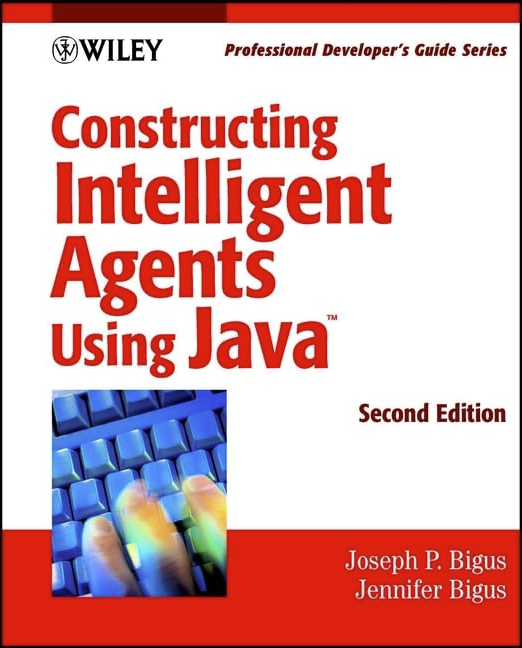 WILEY
Professional Developer's Guide Series
Constructing
Intelligent
Agents
Using Java™
Second Edition
Joseph P. Bigus
Jennifer Bigus